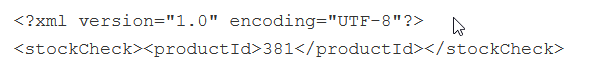 <?xml version="1.0" encoding="UTF-8"?>
<stockCheck><productId>381</productId></stockCheck>